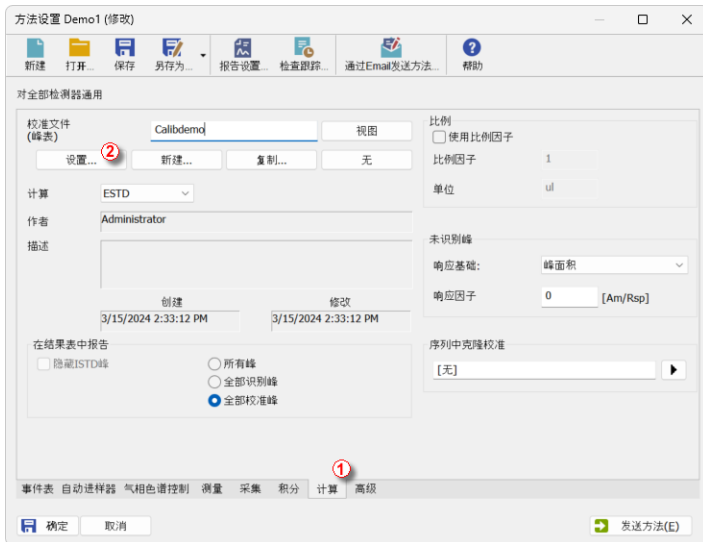 方法设置 Demo1 (修改)
新建 打开... 保存 另存为... 报告设置... 检查跟踪... 通过Email发送方法... 帮助
对全部检测器通用
校准文件
(峰表)
Calibdemo 视图
② 设置... 新建... 复制... 无
计算 ESTD
作者 Administrator
描述
创建 修改
3/15/2024 2:33:12 PM 3/15/2024 2:33:12 PM
在结果表中报告
隐藏ISTD峰 所有峰
全部识别峰
全部校准峰
比例
使用比例因子
比例因子 1
单位 ul
未识别峰
响应基础: 峰面积
响应因子 0 [Am/Rsp]
序列中克隆校准
[无]
①
事件表 自动进样器 气相色谱控制 测量 采集 积分 计算 高级
确定 取消 发送方法(E)